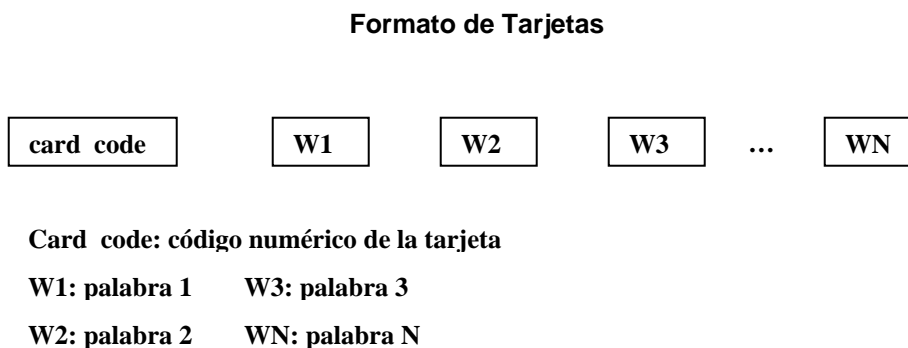 Formato de Tarjetas
card code W1 W2 W3 ... WN
Card code: código numérico de la tarjeta
W1: palabra 1 W3: palabra 3
W2: palabra 2 WN: palabra N